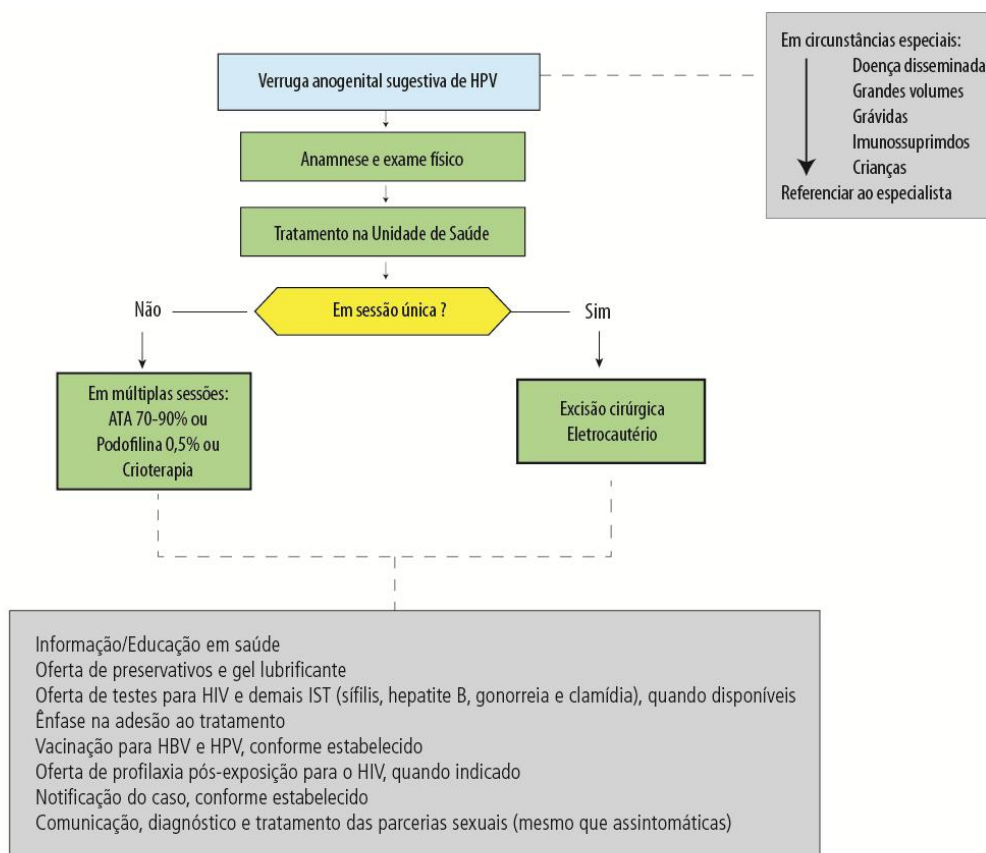 Verruga anogenital sugestiva de HPV
Em circunstâncias especiais:
Doença disseminada
Grandes volumes
Grávidas
Imunossuprimdos
Crianças
Referenciar ao especialista
Anamnese e exame físico
Tratamento na Unidade de Saúde
Em sessão única ?
Não
Sim
Em múltiplas sessões:
ATA 70-90% ou
Podofilina 0,5% ou
Crioterapia
Excisão cirúrgica
Eletrocautério
Informação/Educação em saúde
Oferta de preservativos e gel lubrificante
Oferta de testes para HIV e demais IST (sífilis, hepatite B, gonorreia e clamídia), quando disponíveis
Ênfase na adesão ao tratamento
Vacinação para HBV e HPV, conforme estabelecido
Oferta de profilaxia pós-exposição para o HIV, quando indicado
Notificação do caso, conforme estabelecido
Comunicação, diagnóstico e tratamento das parcerias sexuais (mesmo que assintomáticas)